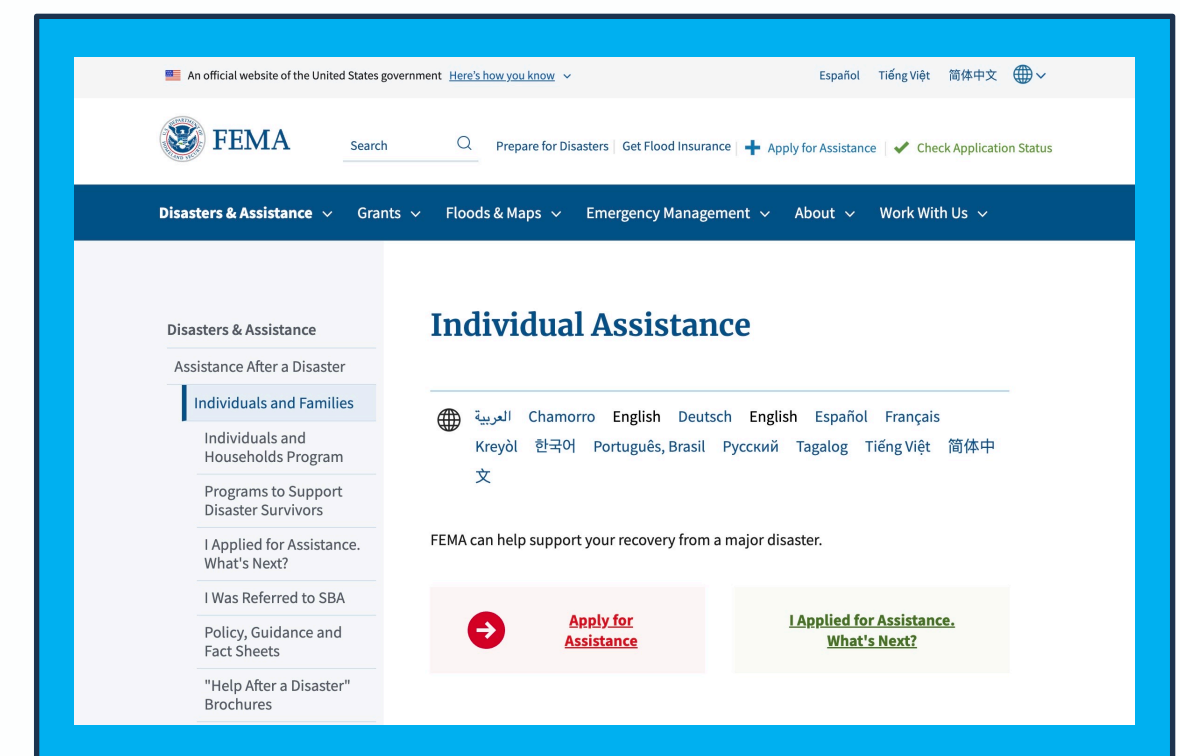 An official website of the United States government Here's how you know
Español Tiếng Việt 简体中文
FEMA
Search
Prepare for Disasters Get Flood Insurance Apply for Assistance Check Application Status
Disasters & Assistance Grants Floods & Maps Emergency Management About Work With Us
Disasters & Assistance
Assistance After a Disaster
Individuals and Families
Individuals and
Households Program
Programs to Support
Disaster Survivors
I Applied for Assistance.
What's Next?
I Was Referred to SBA
Policy, Guidance and
Fact Sheets
"Help After a Disaster"
Brochures
Individual Assistance
العربية Chamorro English Deutsch English Español Français
Kreyòl 한국어 Português, Brasil Русский Tagalog Tiếng Việt 简体中
文
FEMA can help support your recovery from a major disaster.
Apply for
Assistance
I Applied for Assistance.
What's Next?